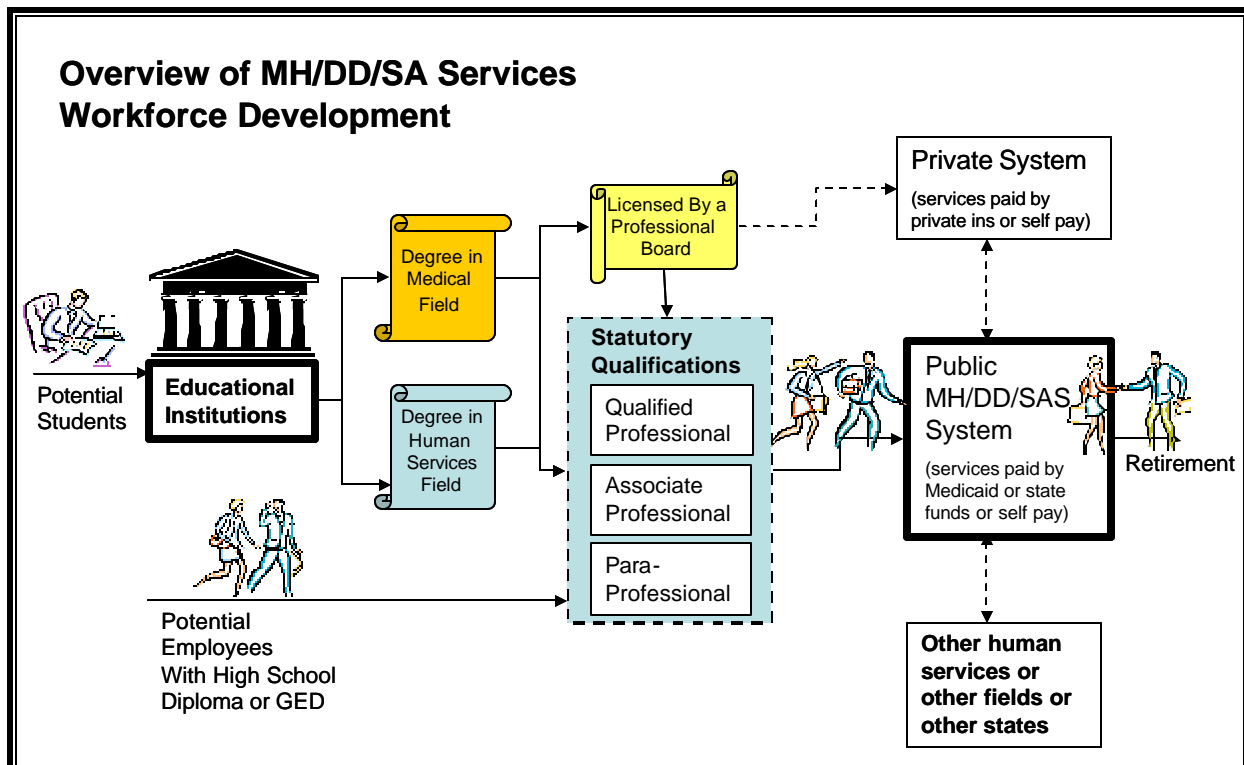 Overview of MH/DD/SA Services
Workforce Development
Potential
Students
Educational
Institutions
Degree in
Medical
Field
Degree in
Human
Services
Field
Licensed By a
Professional
Board
Statutory
Qualifications
Qualified
Professional
Associate
Professional
Para-
Professional
Potential
Employees
With High School
Diploma or GED
Private System
(services paid by
private ins or self pay)
Public
MH/DD/SAS
System
(services paid by
Medicaid or state
funds or self pay)
Retirement
Other human
services or
other fields or
other states